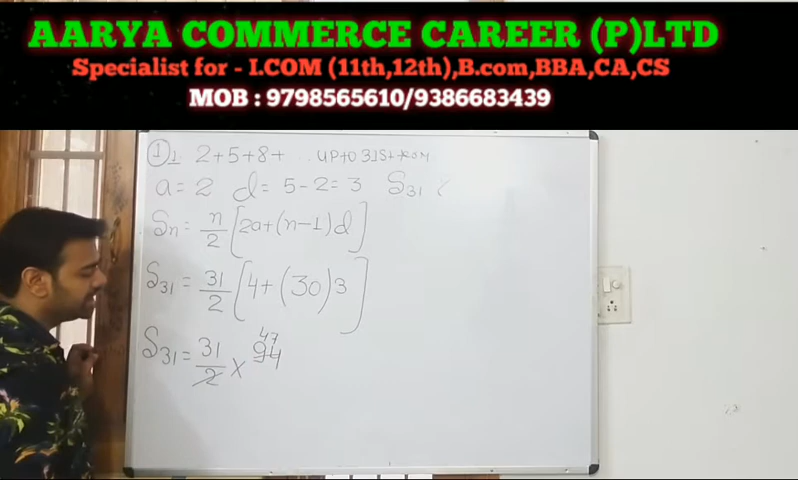 AARYA COMMERCE CAREER (P)LTD
Specialist for - I.COM (11th,12th),B.com,BBA,CA,CS
MOB : 9798565610/9386683439
① 1 2+5+8+ .. UPTO 31st term
a = 2 d = 5-2=3 S31 ?
Sn = n/2 [2a+(n-1)d]
S31 = 31/2 [4+(30)3]
47
S31 = 31/2 × 94